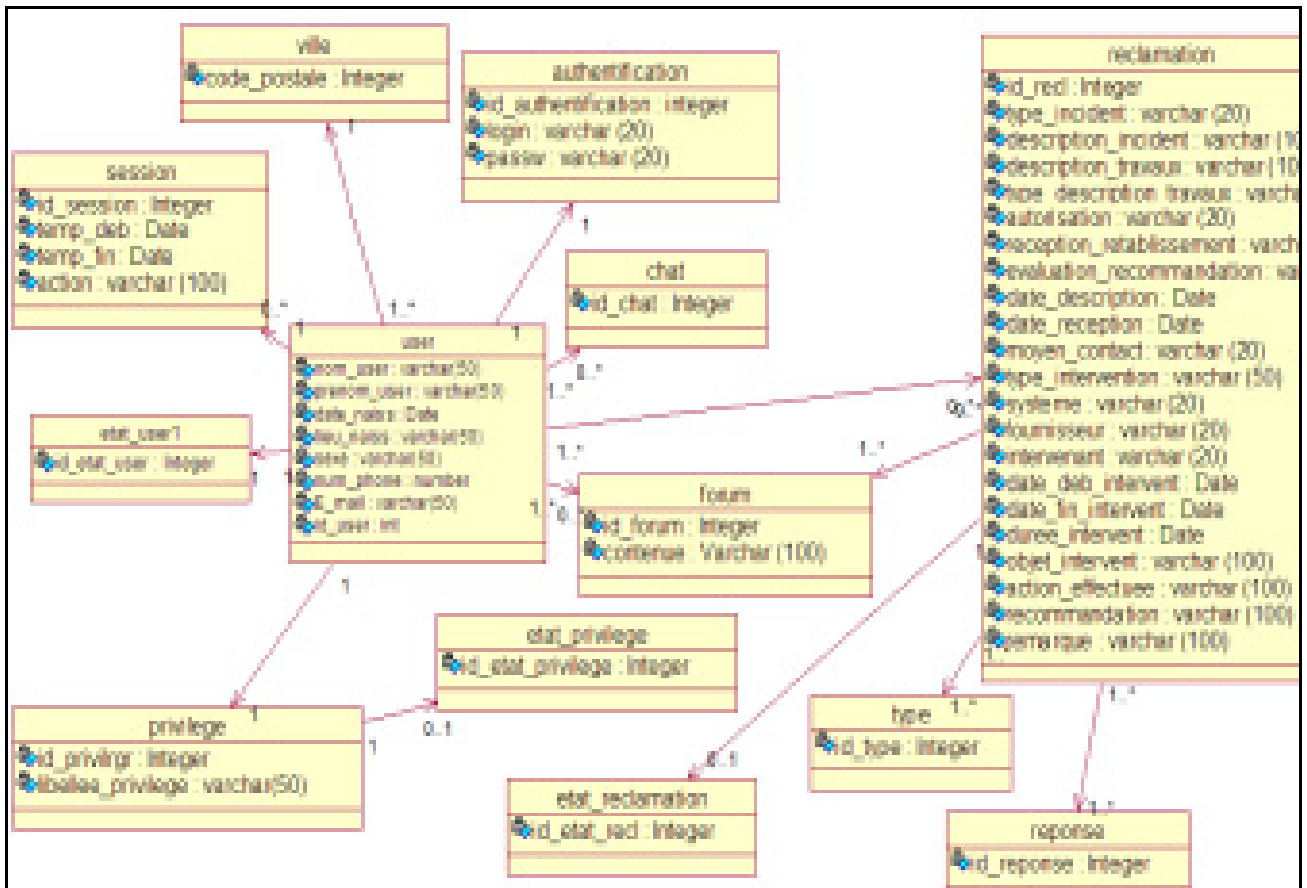 ville
code_postale : Integer
authentification
id_authentification : integer
login : varchar (20)
passw : varchar (20)
session
id_session : Integer
temp_deb : Date
temp_fin : Date
action : varchar (100)
chat
id_chat : Integer
user
nom_user : varchar(50)
prenom_user : varchar(50)
date_naiss : Date
lieu_naiss : varchar(50)
sexe : varchar(50)
num_phone : number
E_mail : varchar(50)
id_user : int
etat_user1
id_etat_user : Integer
forum
id_forum : Integer
contenue : Varchar (100)
etat_privilege
id_etat_privilege : Integer
privilege
id_privilrgr : Integer
libellee_privilege : varchar(50)
reclamation
id_recl : Integer
type_incident : varchar (20)
description_incident : varchar (10
description_travaux : varchar (10
type_description_travaux : varcha
autorisation : varchar (20)
reception_retablissement : varch
evaluation_recommandation : va
date_description : Date
date_reception : Date
moyen_contact : varchar (20)
type_intervention : varchar (50)
systeme : varchar (20)
fournisseur : varchar (20)
intervenant : varchar (20)
date_deb_intervent : Date
date_fin_intervent : Date
duree_intervent : Date
objet_intervent : varchar (100)
action_effectuee : varchar (100)
recommandation : varchar (100)
remarque : varchar (100)
type
id_type : Integer
etat_reclamation
id_etat_recl : Integer
reponse
id_reponse : Integer
1
1..*
1
1
1
0..*
1..*
1..*
1..*
1..*
1
1
1
0..1
0..1
1..*
1..*
1..*